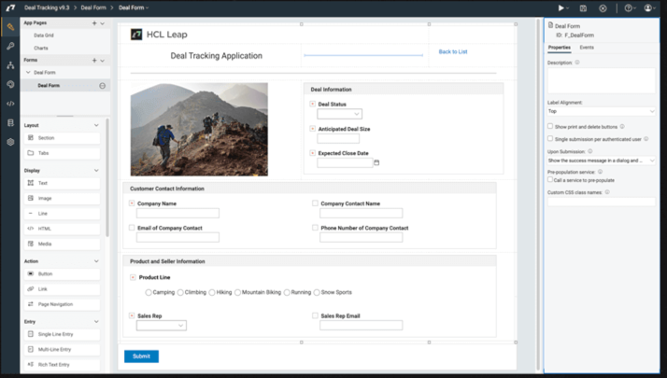 Deal Tracking v9.3 > Deal Form > Deal Form
App Pages
Data Grid
Charts
Forms
Deal Form
Deal Form
Layout
Section
Tabs
Display
Text
Image
Line
HTML
Media
Action
Button
Link
Page Navigation
Entry
Single Line Entry
Multi-Line Entry
Rich Text Entry
HCL Leap
Deal Tracking Application
Back to List
Deal Information
Deal Status
Anticipated Deal Size
Expected Close Date
Customer Contact Information
Company Name
Company Contact Name
Email of Company Contact
Phone Number of Company Contact
Product and Seller Information
Product Line
Camping Climbing Hiking Mountain Biking Running Snow Sports
Sales Rep
Sales Rep Email
Submit
Deal Form
ID: F_DealForm
Properties Events
Description:
Label Alignment:
Top
Show print and delete buttons
Single submission per authenticated user
Upon Submission:
Show the success message in a dialog and ...
Pre-population service:
Call a service to pre-populate
Custom CSS class names: